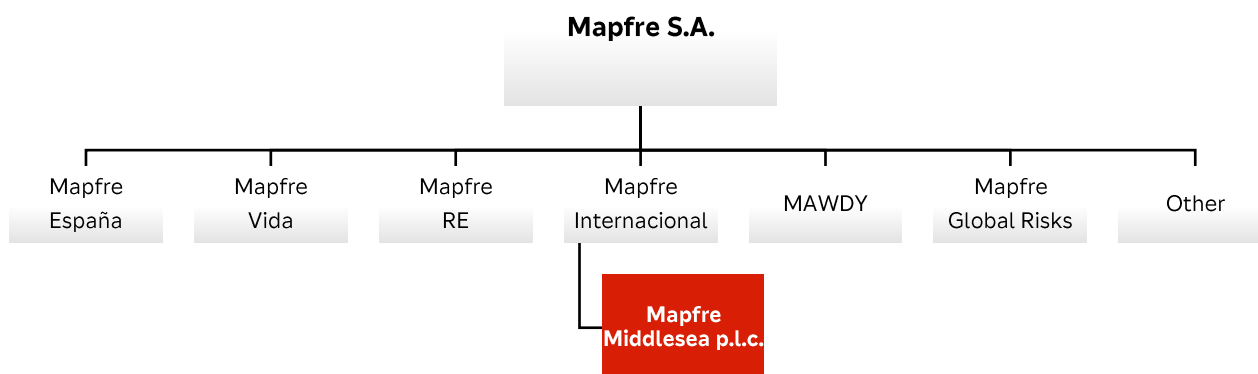 Mapfre S.A.
Mapfre
España
Mapfre
Vida
Mapfre
RE
Mapfre
Internacional
MAWDY
Mapfre
Global Risks
Other
Mapfre
Middlesea p.l.c.